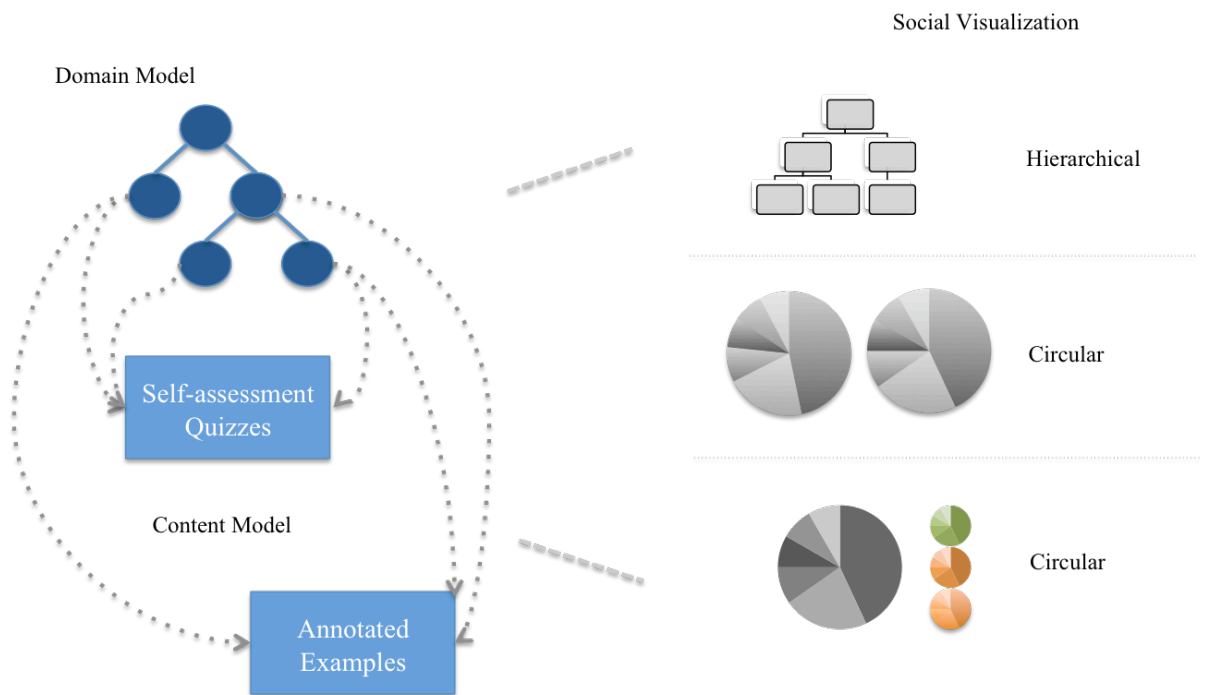 Social Visualization
Domain Model
Hierarchical
Circular
Self-assessment
Quizzes
Content Model
Circular
Annotated
Examples